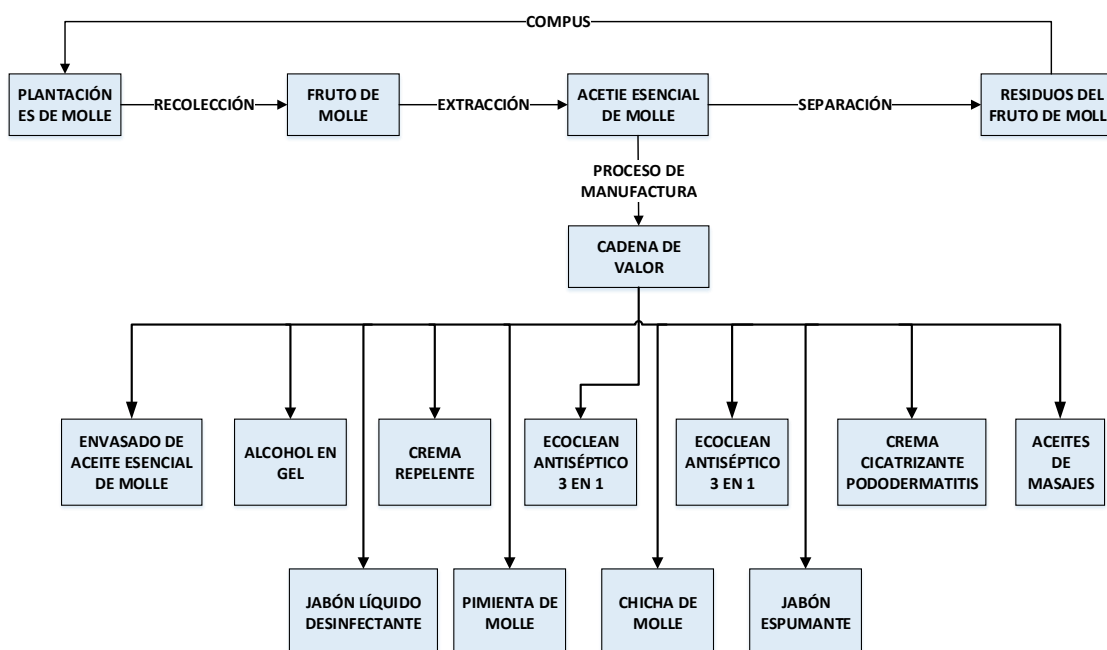 COMPUS
PLANTACIÓN
ES DE MOLLE
RECOLECCIÓN
FRUTO DE
MOLLE
EXTRACCIÓN
ACETIE ESENCIAL
DE MOLLE
SEPARACIÓN
RESIDUOS DEL
FRUTO DE MOLL
PROCESO DE
MANUFACTURA
CADENA DE
VALOR
ENVASADO DE
ACEITE ESENCIAL
DE MOLLE
ALCOHOL EN
GEL
CREMA
REPELENTE
ECOCLEAN
ANTISÉPTICO
3 EN 1
ECOCLEAN
ANTISÉPTICO
3 EN 1
CREMA
CICATRIZANTE
PODODERMATITIS
ACEITES
DE
MASAJES
JABÓN LÍQUIDO
DESINFECTANTE
PIMIENTA DE
MOLLE
CHICHA DE
MOLLE
JABÓN
ESPUMANTE